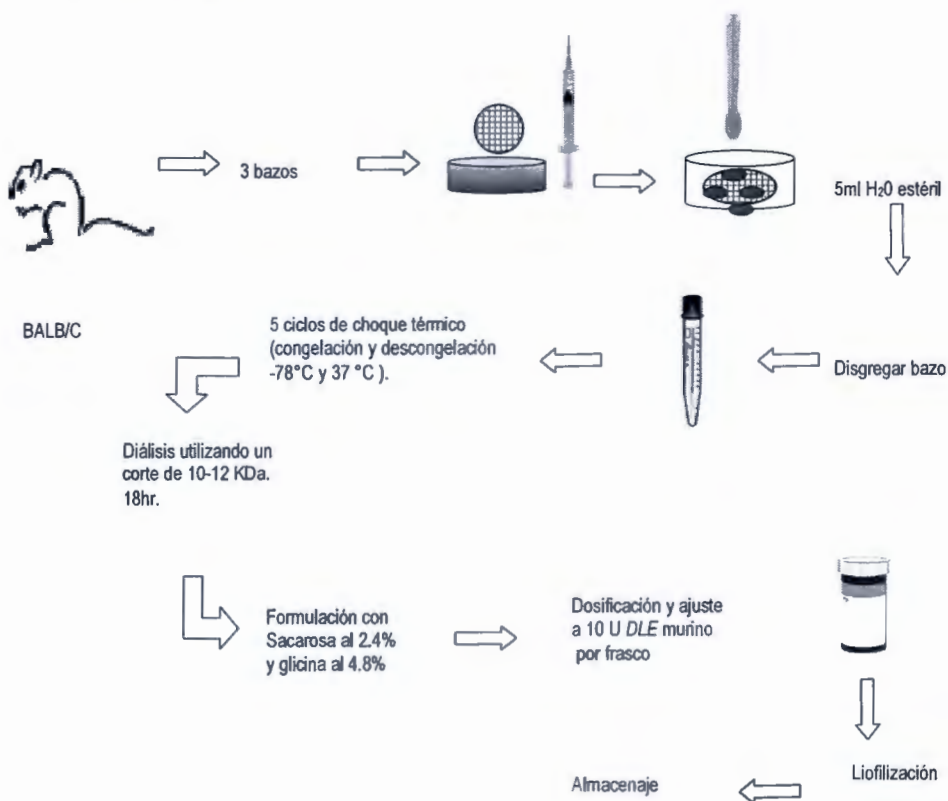 3 bazos
5ml H₂0 estéril
BALB/C
Disgregar bazo
5 ciclos de choque térmico
(congelación y descongelación
-78°C y 37 °C ).
Diálisis utilizando un
corte de 10-12 KDa.
18hr.
Formulación con
Sacarosa al 2.4%
y glicina al 4.8%
Dosificación y ajuste
a 10 U DLE murino
por frasco
Liofilización
Almacenaje